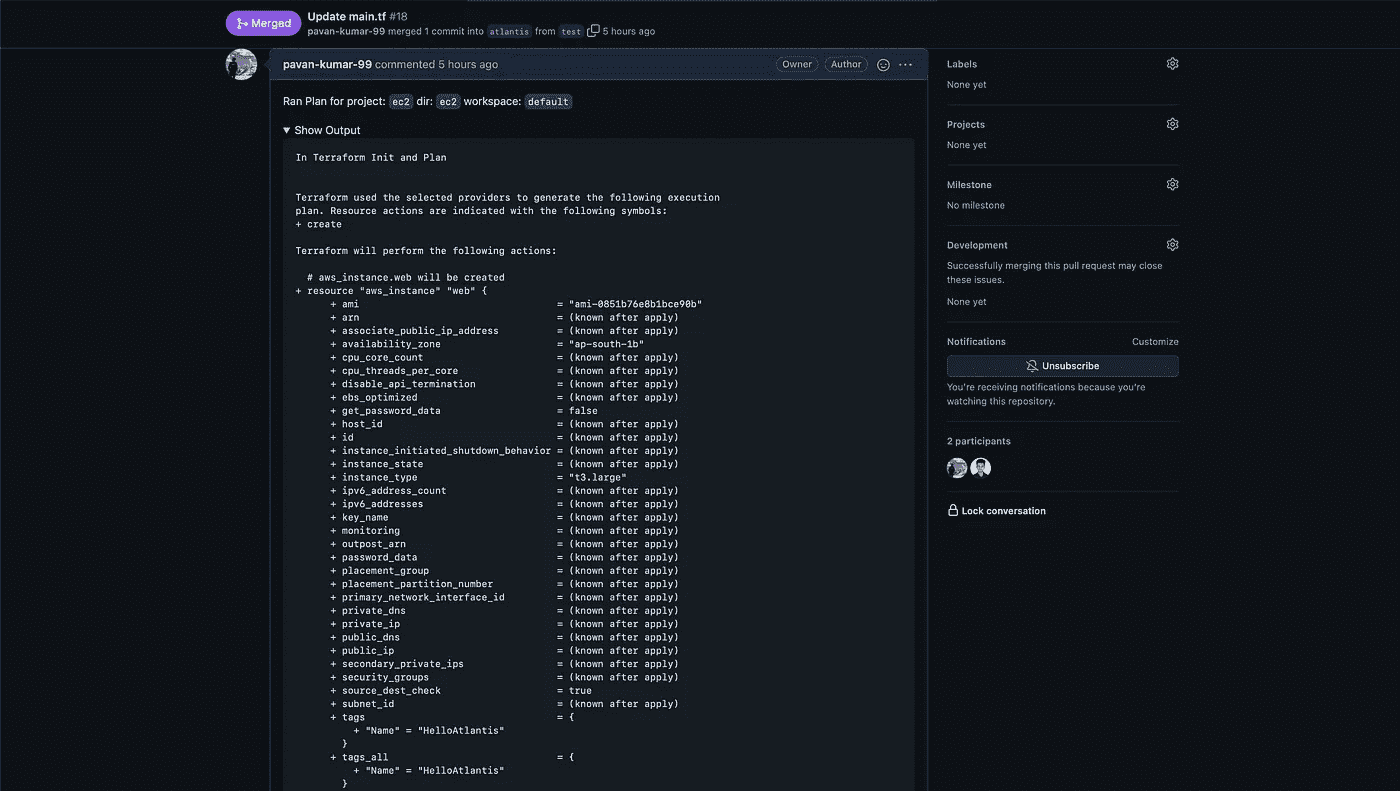 Merged
Update main.tf #18
pavan-kumar-99 merged 1 commit into atlantis from test 5 hours ago
pavan-kumar-99 commented 5 hours ago
Owner
Author
Ran Plan for project: ec2 dir: ec2 workspace: default
▼ Show Output
In Terraform Init and Plan
Terraform used the selected providers to generate the following execution
plan. Resource actions are indicated with the following symbols:
+ create
Terraform will perform the following actions:
# aws_instance.web will be created
+ resource "aws_instance" "web" {
+ ami = "ami-0851b76e8b1bce90b"
+ arn = (known after apply)
+ associate_public_ip_address = (known after apply)
+ availability_zone = "ap-south-1b"
+ cpu_core_count = (known after apply)
+ cpu_threads_per_core = (known after apply)
+ disable_api_termination = (known after apply)
+ ebs_optimized = (known after apply)
+ get_password_data = false
+ host_id = (known after apply)
+ id = (known after apply)
+ instance_initiated_shutdown_behavior = (known after apply)
+ instance_state = (known after apply)
+ instance_type = "t3.large"
+ ipv6_address_count = (known after apply)
+ ipv6_addresses = (known after apply)
+ key_name = (known after apply)
+ monitoring = (known after apply)
+ outpost_arn = (known after apply)
+ password_data = (known after apply)
+ placement_group = (known after apply)
+ placement_partition_number = (known after apply)
+ primary_network_interface_id = (known after apply)
+ private_dns = (known after apply)
+ private_ip = (known after apply)
+ public_dns = (known after apply)
+ public_ip = (known after apply)
+ secondary_private_ips = (known after apply)
+ security_groups = (known after apply)
+ source_dest_check = true
+ subnet_id = (known after apply)
+ tags = {
+ "Name" = "HelloAtlantis"
}
+ tags_all = {
+ "Name" = "HelloAtlantis"
}
Labels
None yet
Projects
None yet
Milestone
No milestone
Development
Successfully merging this pull request may close
these issues.
None yet
Notifications
Customize
Unsubscribe
You're receiving notifications because you're
watching this repository.
2 participants
Lock conversation